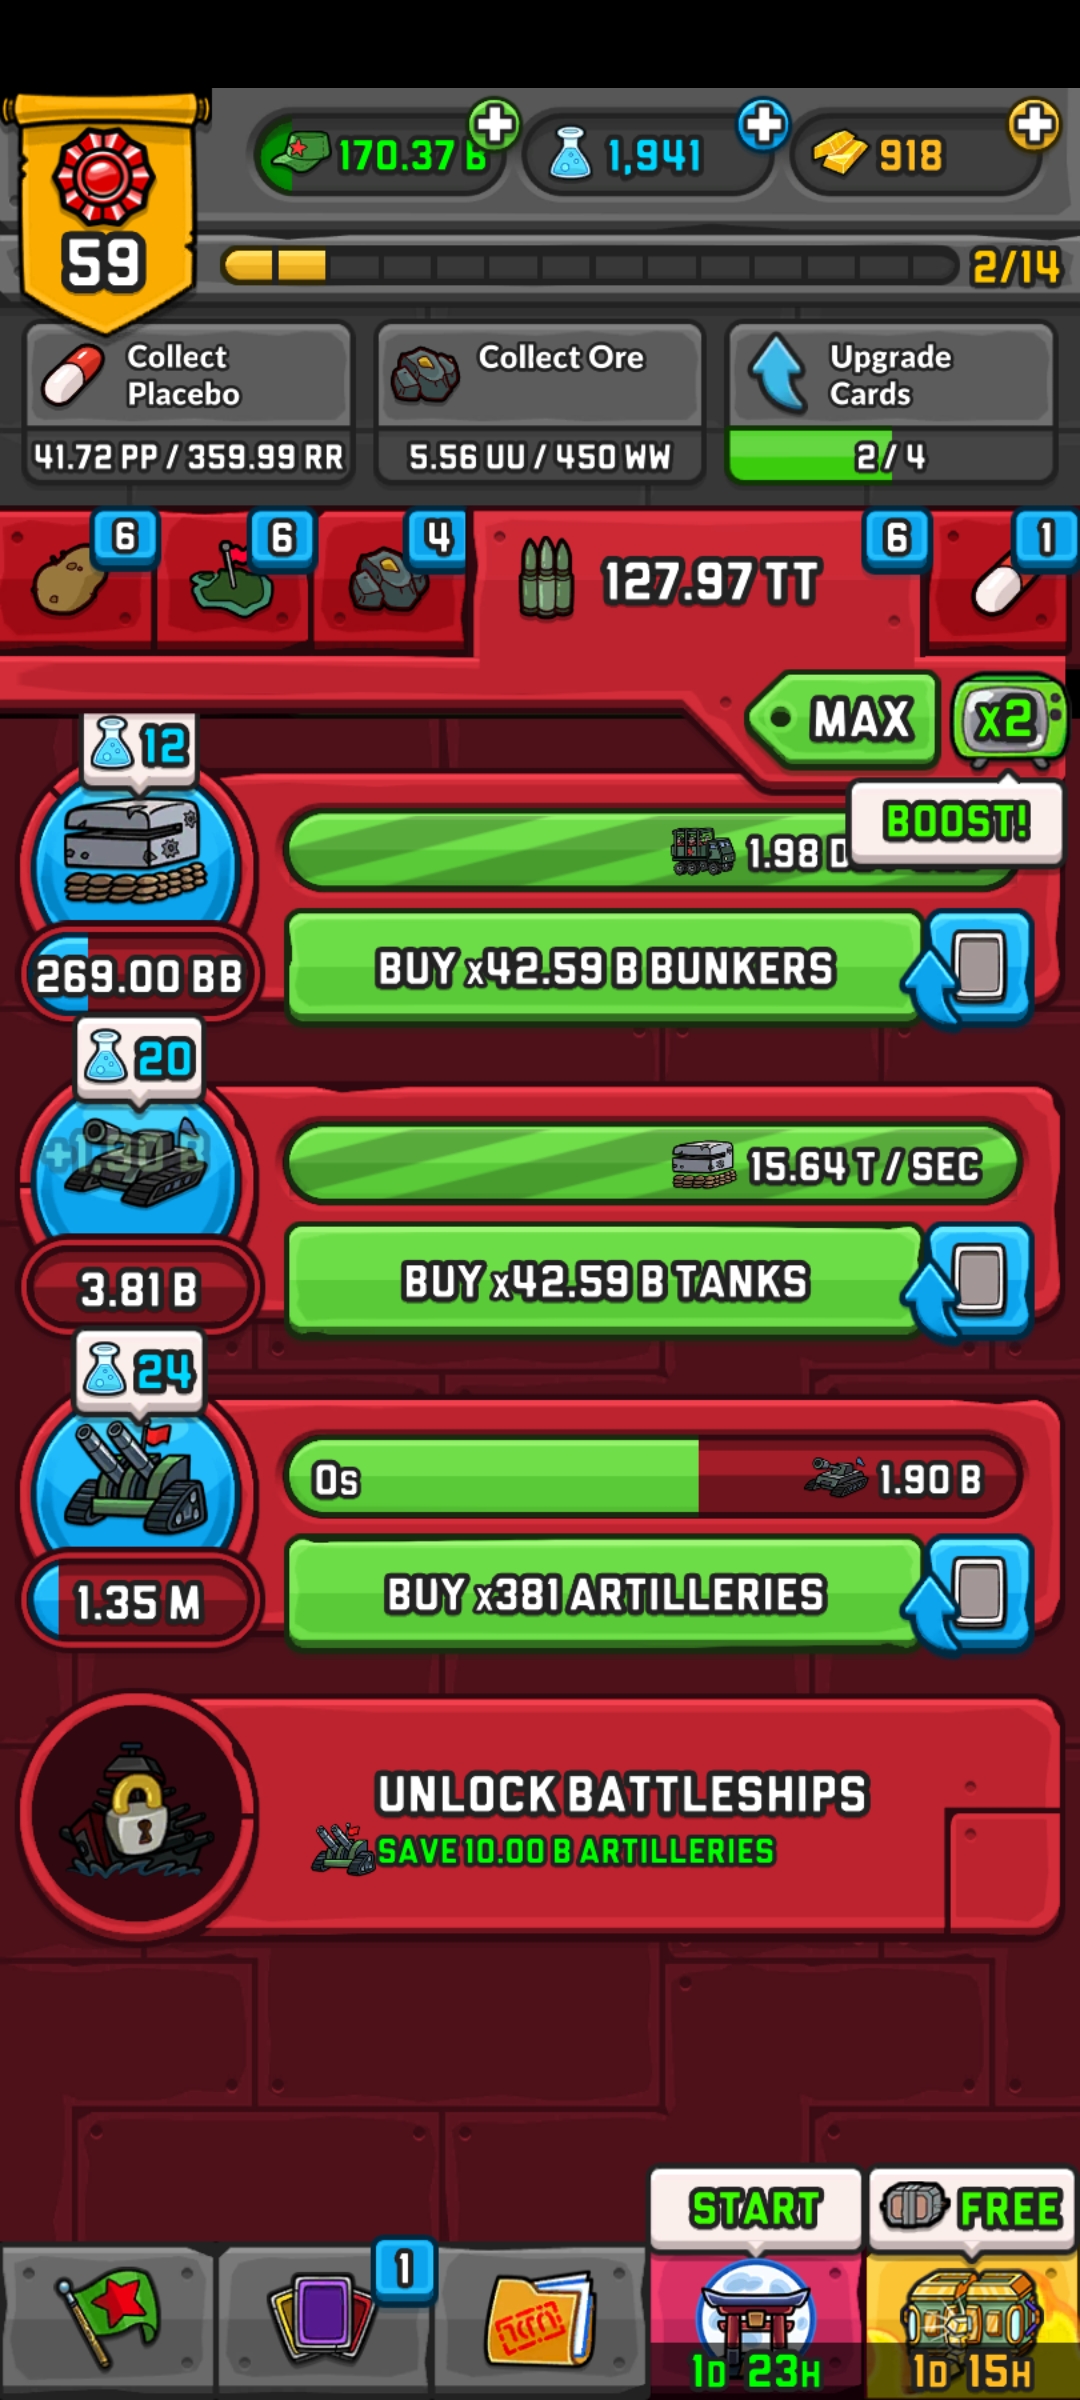 170.37 B
1,941
918
59
2/14
Collect
Placebo
41.72 PP / 359.99 RR
Collect Ore
5.56 UU / 450 WW
Upgrade
Cards
2 / 4
6
6
4
127.97 TT
6
1
MAX
x2
BOOST!
12
1.98
269.00 BB
BUY x42.59 B BUNKERS
20
+1.90 B
15.64 T / SEC
3.81 B
BUY x42.59 B TANKS
24
0s
1.90 B
1.35 M
BUY x381 ARTILLERIES
UNLOCK BATTLESHIPS
SAVE 10.00 B ARTILLERIES
START
FREE
1
1D 23H
1D 15H